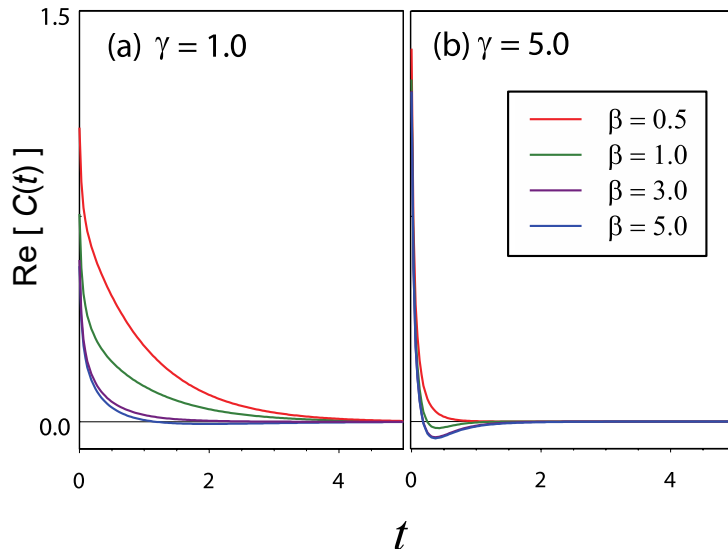 1.5
(a) γ = 1.0
(b) γ = 5.0
β = 0.5
β = 1.0
β = 3.0
β = 5.0
Re [ C(t) ]
0.0
0 2 4 0 2 4
t